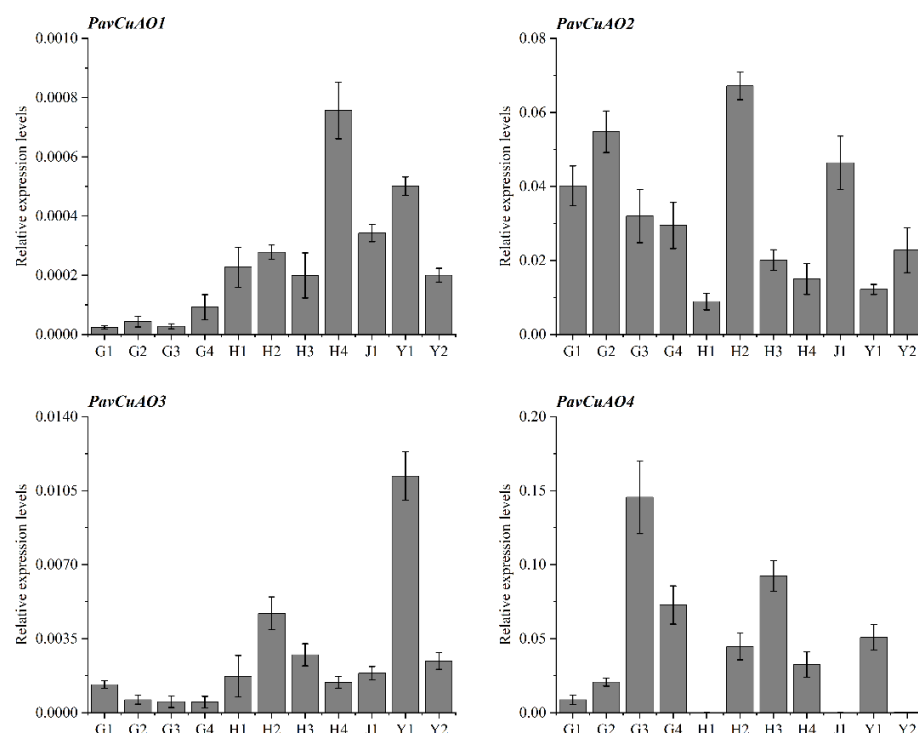 PavCuAO1
Relative expression levels
0.0010
0.0008
0.0006
0.0004
0.0002
0.0000
G1 G2 G3 G4 H1 H2 H3 H4 J1 Y1 Y2
PavCuAO2
Relative expression levels
0.08
0.06
0.04
0.02
0.00
G1 G2 G3 G4 H1 H2 H3 H4 J1 Y1 Y2
PavCuAO3
Relative expression levels
0.0140
0.0105
0.0070
0.0035
0.0000
G1 G2 G3 G4 H1 H2 H3 H4 J1 Y1 Y2
PavCuAO4
Relative expression levels
0.20
0.15
0.10
0.05
0.00
G1 G2 G3 G4 H1 H2 H3 H4 J1 Y1 Y2